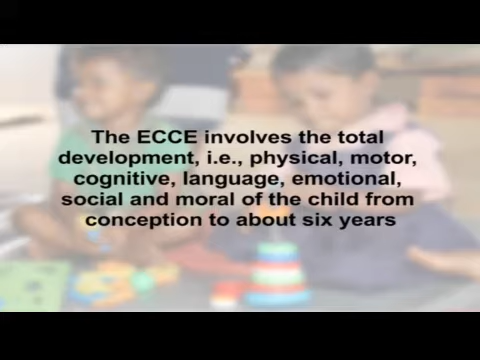 The ECCE involves the total
development, i.e., physical, motor,
cognitive, language, emotional,
social and moral of the child from
conception to about six years